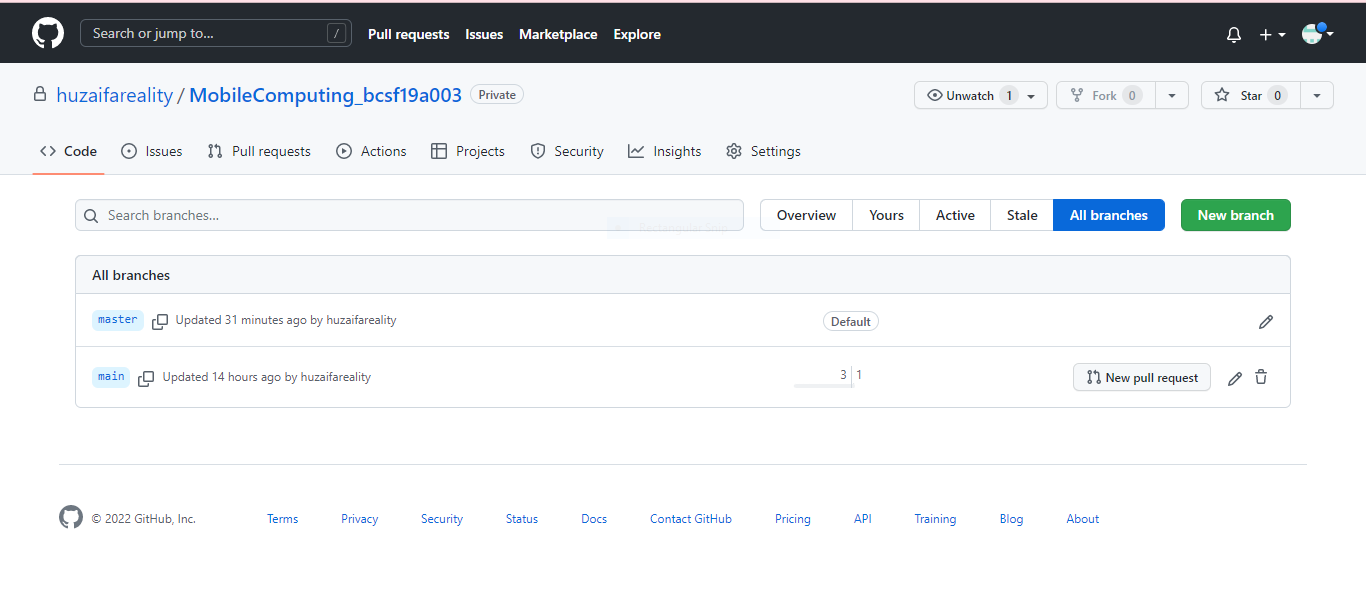 Search or jump to... / Pull requests Issues Marketplace Explore
huzaifareality / MobileComputing_bcsf19a003 Private Unwatch 1 Fork 0 Star 0
Code Issues Pull requests Actions Projects Security Insights Settings
Search branches... Overview Yours Active Stale All branches New branch
All branches
master Updated 31 minutes ago by huzaifareality Default
main Updated 14 hours ago by huzaifareality 3 1 New pull request
© 2022 GitHub, Inc. Terms Privacy Security Status Docs Contact GitHub Pricing API Training Blog About